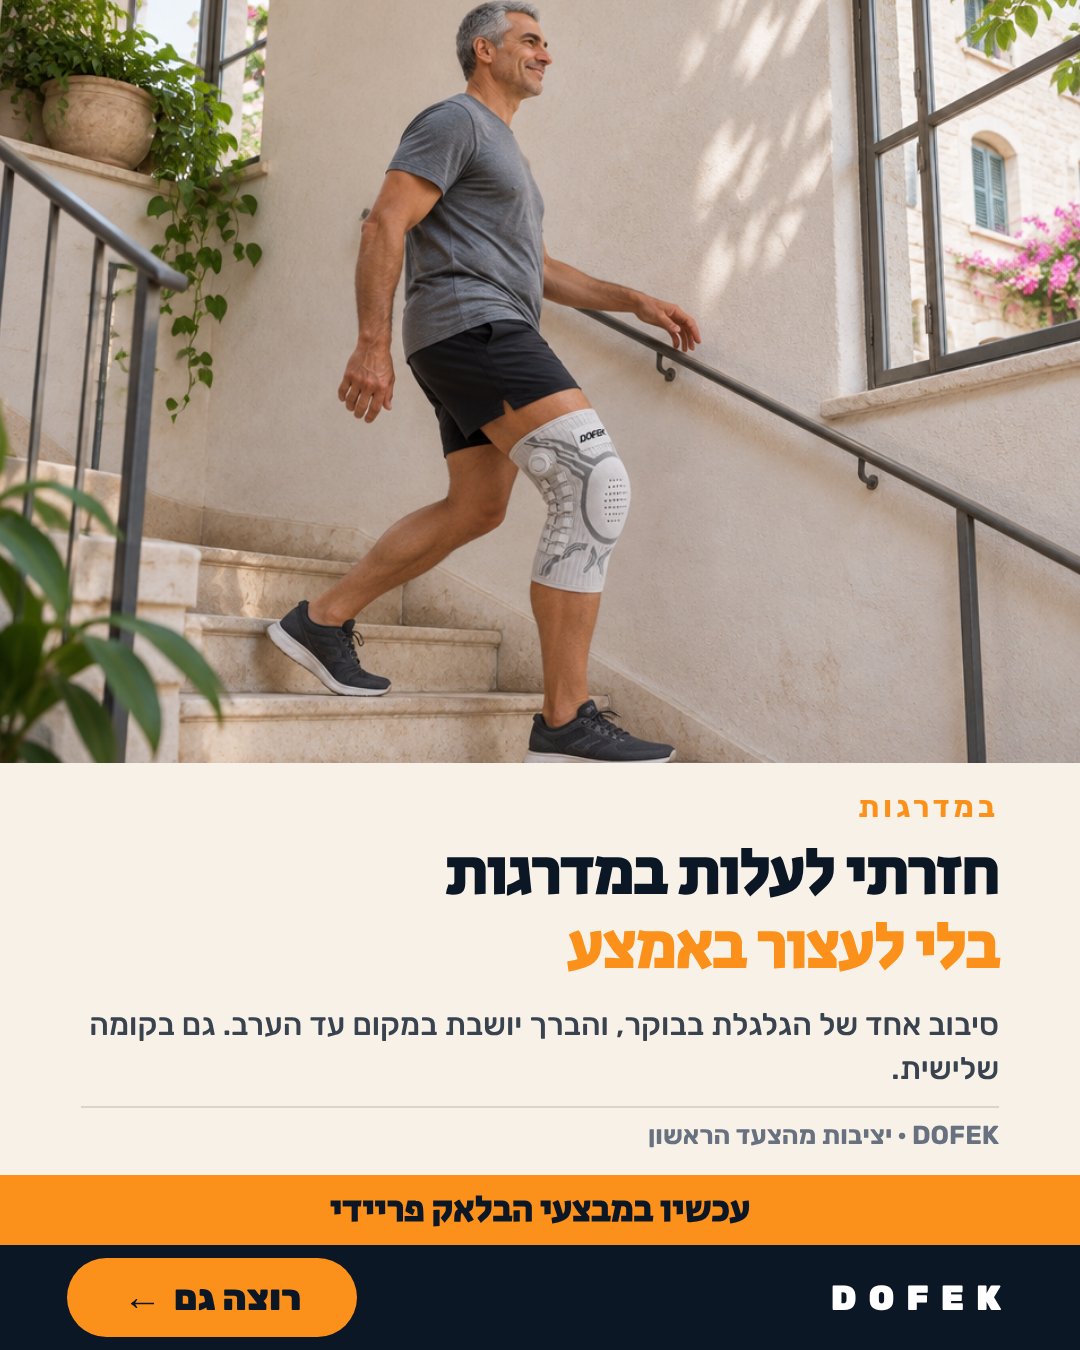 DOFEK
במדרגות
חזרתי לעלות במדרגות
בלי לעצור באמצע
סיבוב אחד של הגלגלת בבוקר, והברך יושבת במקום עד הערב. גם בקומה
שלישית.
DOFEK • יציבות מהצעד הראשון
עכשיו במבצעי הבלאק פריידי
DOFEK
רוצה גם ←